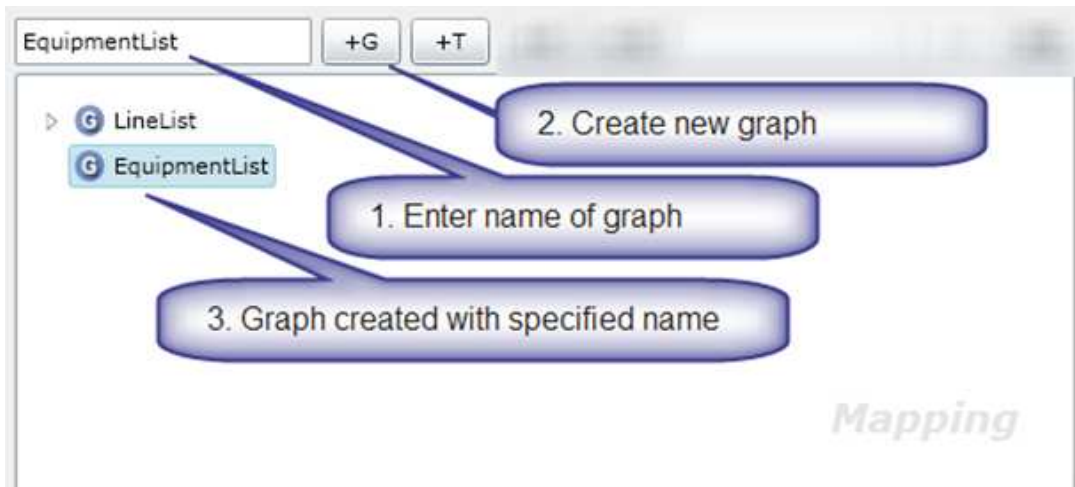 EquipmentList +G +T
G LineList
G EquipmentList
2. Create new graph
1. Enter name of graph
3. Graph created with specified name
Mapping